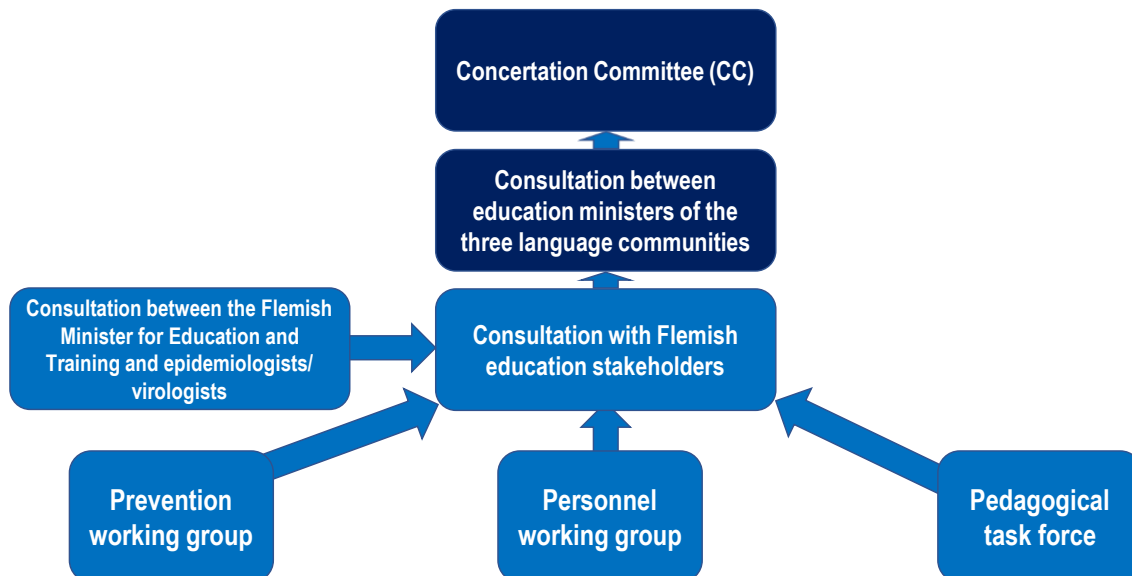 Concertation Committee (CC)
Consultation between
education ministers of the
three language communities
Consultation between the Flemish
Minister for Education and
Training and epidemiologists/
virologists
Consultation with Flemish
education stakeholders
Prevention
working group
Personnel
working group
Pedagogical
task force